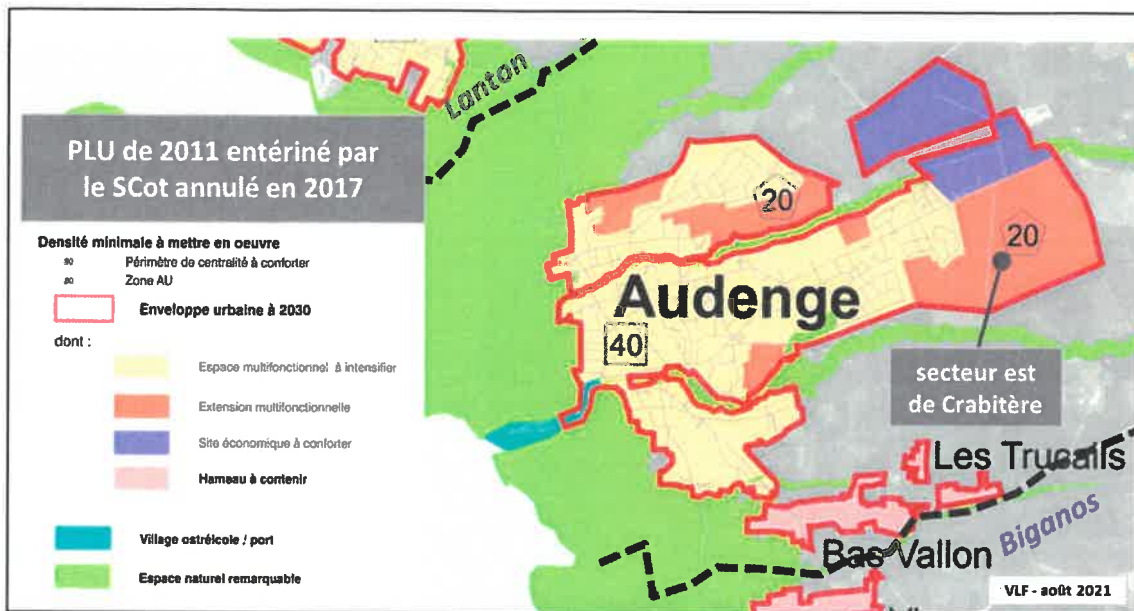 PLU de 2011 entériné par
le SCot annulé en 2017
Densité minimale à mettre en oeuvre
Périmètre de centralité à conforter
Zone AU
Enveloppe urbaine à 2030
dont :
Espace multifonctionnel à intensifier
Extension multifonctionnelle
Site économique à conforter
Hameau à contenir
Village ostréicole / port
Espace naturel remarquable
Lanton
20
20
Audenge
40
secteur est
de Crabitère
Les Trucails
Biganos
Bas Vallon
VLF - août 2021